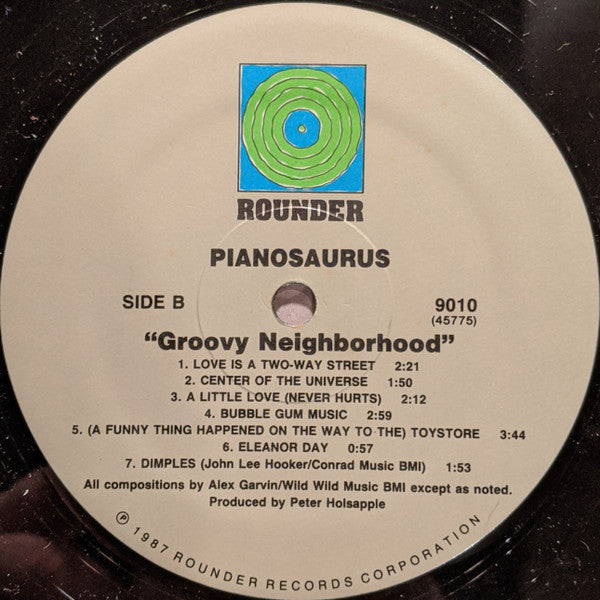 ROUNDER
PIANOSAURUS
SIDE B
9010
(45775)
“Groovy Neighborhood”
1. LOVE IS A TWO-WAY STREET 2:21
2. CENTER OF THE UNIVERSE 1:50
3. A LITTLE LOVE (NEVER HURTS) 2:12
4. BUBBLE GUM MUSIC 2:59
5. (A FUNNY THING HAPPENED ON THE WAY TO THE) TOYSTORE 3:44
6. ELEANOR DAY 0:57
7. DIMPLES (John Lee Hooker/Conrad Music BMI) 1:53
All compositions by Alex Garvin/Wild Wild Music BMI except as noted.
Produced by Peter Holsapple
℗ 1987 ROUNDER RECORDS CORPORATION